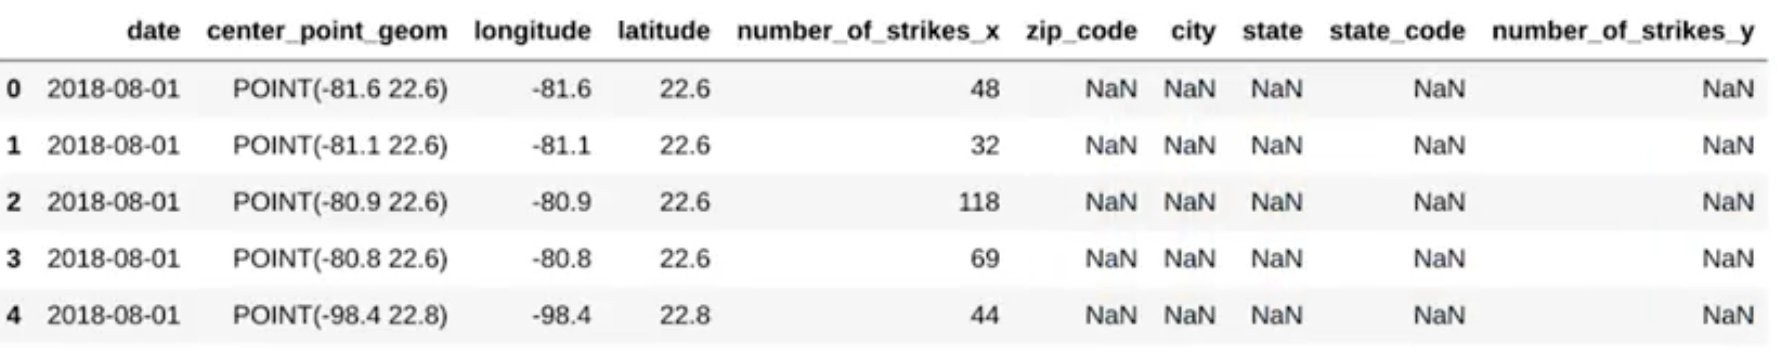 date center_point_geom longitude latitude number_of_strikes_x zip_code city state state_code number_of_strikes_y
0 2018-08-01 POINT(-81.6 22.6) -81.6 22.6 48 NaN NaN NaN NaN NaN
1 2018-08-01 POINT(-81.1 22.6) -81.1 22.6 32 NaN NaN NaN NaN NaN
2 2018-08-01 POINT(-80.9 22.6) -80.9 22.6 118 NaN NaN NaN NaN NaN
3 2018-08-01 POINT(-80.8 22.6) -80.8 22.6 69 NaN NaN NaN NaN NaN
4 2018-08-01 POINT(-98.4 22.8) -98.4 22.8 44 NaN NaN NaN NaN NaN